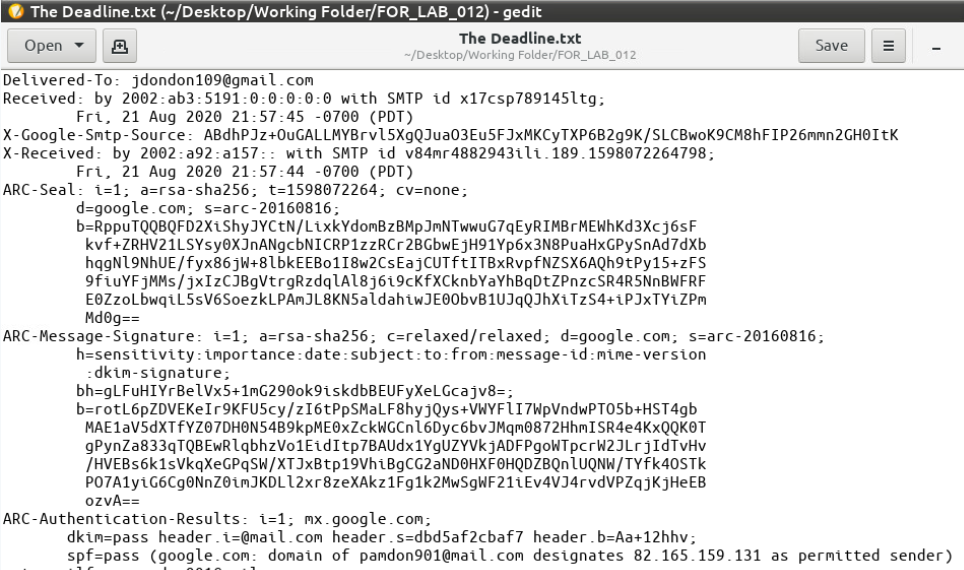 The Deadline.txt (~/Desktop/Working Folder/FOR_LAB_012) - gedit
Open
The Deadline.txt
~/Desktop/Working Folder/FOR_LAB_012
Save
Delivered-To: jdondon109@gmail.com
Received: by 2002:ab3:5191:0:0:0:0:0 with SMTP id x17csp789145ltg;
Fri, 21 Aug 2020 21:57:45 -0700 (PDT)
X-Google-Smtp-Source: ABdhPJz+OuGALLMYBrvl5XgQJuaO3Eu5FJxMKCyTXP6B2g9K/SLCBwoK9CM8hFIP26mmn2GH0ItK
X-Received: by 2002:a92:a157:: with SMTP id v84mr4882943ili.189.1598072264798;
Fri, 21 Aug 2020 21:57:44 -0700 (PDT)
ARC-Seal: i=1; a=rsa-sha256; t=1598072264; cv=none;
d=google.com; s=arc-20160816;
b=RppuTQQBQFD2XiShyJYCtN/LixkYdomBzBMpJmNTwwuG7qEyRIMBrMEWhKd3Xcj6sF
kvf+ZRHV21LSYsy0XJnANgcbNICRP1zzRCr2BGbwEjH91Yp6x3N8PuaHxGPySnAd7dXb
hqgNl9NhUE/fyx86jW+8lbkEEBo1I8w2CsEajCUTftITBxRvpfNZSX6AQh9tPy15+zFS
9fiuYFjMMs/jxIzCJBgVtrgRzdqlAl8j6i9cKfXCknbYaYhBqDtZPnzcSR4R5NnBWFRF
E0ZzoLbwqiL5sV6SoezkLPAmJL8KN5aldahiwJE0ObvB1UJqQJhXiTzS4+iPJxTYiZPm
Md0g==
ARC-Message-Signature: i=1; a=rsa-sha256; c=relaxed/relaxed; d=google.com; s=arc-20160816;
h=sensitivity:importance:date:subject:to:from:message-id:mime-version
:dkim-signature;
bh=gLFuHIYrBelVx5+1mG290ok9iskdbBEUFyXeLGcajv8=;
b=rotL6pZDVEKeIr9KFU5cy/zI6tPpSMaLF8hyjQys+VWYFlI7WpVndwPTO5b+HST4gb
MAE1aV5dXTfYZ07DH0N54B9kpME0xZckWGCnl6Dyc6bvJMqm0872HhmISR4e4KxQQK0T
gPynZa833qTQBEwRlqbhzVo1EidItp7BAUdx1YgUZYVkjADFPgoWTpcrW2JLrjIdTvHv
/HVEBs6k1sVkqXeGPqSW/XTJxBtp19VhiBgCG2aND0HXF0HQDZBQnlUQNW/TYfk4OSTk
PO7A1yiG6Cg0NnZ0imJKDLl2xr8zeXAkz1Fg1k2MwSgWF21iEv4VJ4rvdVPZqjKjHeEB
ozvA==
ARC-Authentication-Results: i=1; mx.google.com;
dkim=pass header.i=@mail.com header.s=dbd5af2cbaf7 header.b=Aa+12hhv;
spf=pass (google.com: domain of pamdon901@mail.com designates 82.165.159.131 as permitted sender)